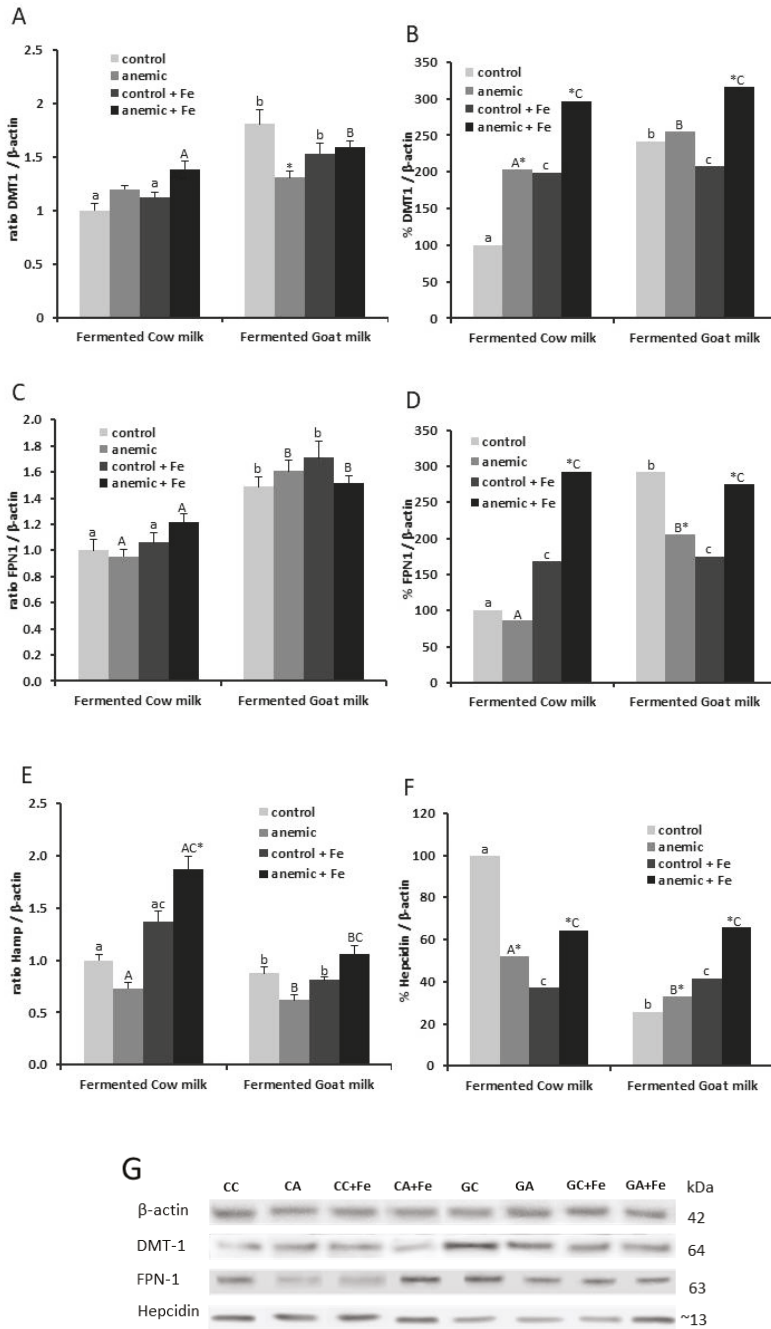 A
ratio DMT1 / β-actin
2.5
2
1.5
1
0.5
0
control
anemic
control + Fe
anemic + Fe
a
a
A
b
*
b
B
Fermented Cow milk
Fermented Goat milk
B
% DMT1 / β-actin
350
300
250
200
150
100
50
0
control
anemic
control + Fe
anemic + Fe
a
A*
c
*C
b
B
c
*C
Fermented Cow milk
Fermented Goat milk
C
ratio FPN1 / β-actin
2.0
1.8
1.6
1.4
1.2
1.0
0.8
0.6
0.4
0.2
0.0
control
anemic
control + Fe
anemic + Fe
a
A
a
A
b
B
b
B
Fermented Cow milk
Fermented Goat milk
D
% FPN1 / β-actin
350
300
250
200
150
100
50
0
control
anemic
control + Fe
anemic + Fe
a
A
c
*C
b
B*
c
*C
Fermented Cow milk
Fermented Goat milk
E
ratio Hamp / β-actin
2.5
2.0
1.5
1.0
0.5
0.0
control
anemic
control + Fe
anemic + Fe
a
A
ac
AC*
b
B
b
BC
Fermented Cow milk
Fermented Goat milk
F
% Hepcidin / β-actin
120
100
80
60
40
20
0
control
anemic
control + Fe
anemic + Fe
a
A*
c
*C
b
B*
c
*C
Fermented Cow milk
Fermented Goat milk
G
CC CA CC+Fe CA+Fe GC GA GC+Fe GA+Fe kDa
β-actin 42
DMT-1 64
FPN-1 63
Hepcidin ~13